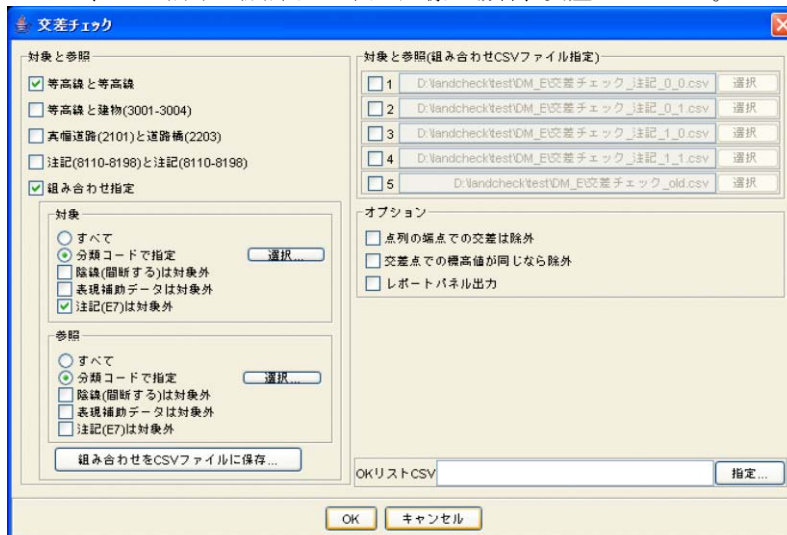 交差チェック
対象と参照
等高線と等高線
等高線と建物(3001-3004)
真幅道路(2101)と道路橋(2203)
注記(8110-8198)と注記(8110-8198)
組み合わせ指定
対象
すべて
分類コードで指定
選択...
陰線(間断する)は対象外
表現補助データは対象外
注記(E7)は対象外
参照
すべて
分類コードで指定
選択...
陰線(間断する)は対象外
表現補助データは対象外
注記(E7)は対象外
組み合わせをCSVファイルに保存...
対象と参照(組み合わせCSVファイル指定)
1 D:\landcheck\test\DM_E\交差チェック_注記_0_0.csv 選択
2 D:\landcheck\test\DM_E\交差チェック_注記_0_1.csv 選択
3 D:\landcheck\test\DM_E\交差チェック_注記_1_0.csv 選択
4 D:\landcheck\test\DM_E\交差チェック_注記_1_1.csv 選択
5 D:\landcheck\test\DM_E\交差チェック_old.csv 選択
オプション
点列の端点での交差は除外
交差点での標高値が同じなら除外
レポートパネル出力
OKリストCSV
指定...
OK キャンセル